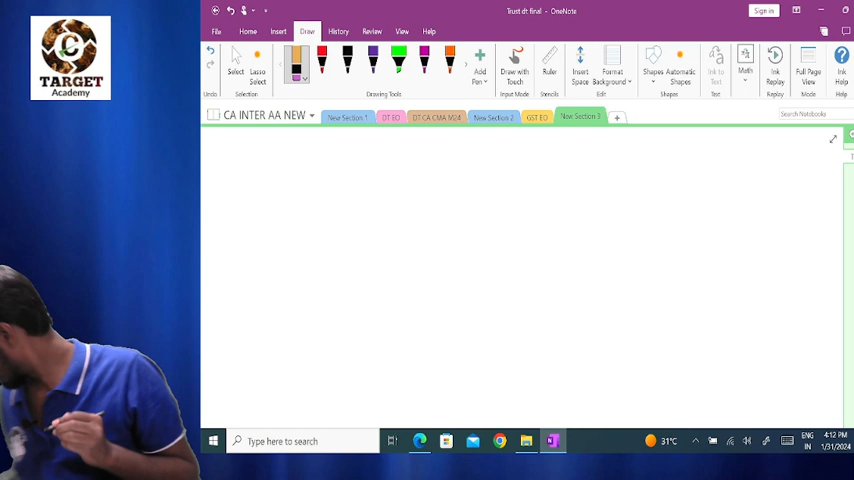 TARGET
Academy
Trust dt final - OneNote
Sign in
File
Home
Insert
Draw
History
Review
View
Help
Undo
Select
Lasso
Select
Add
Pen
Draw with
Touch
Ruler
Insert
Space
Format
Background
Shapes
Automatic
Shapes
Ink to
Text
Math
Ink
Replay
Full Page
View
Ink
Help
Selection
Drawing Tools
Input Mode
Edit
Shapes
Text
Math
Replay
Mode
Help
CA INTER AA NEW
New Section 1
DT EO
DT CA CMA M24
New Section 2
GST EO
New Section 3
Search Notebooks
Type here to search
31°C
ENG
IN
4:12 PM
1/31/2024